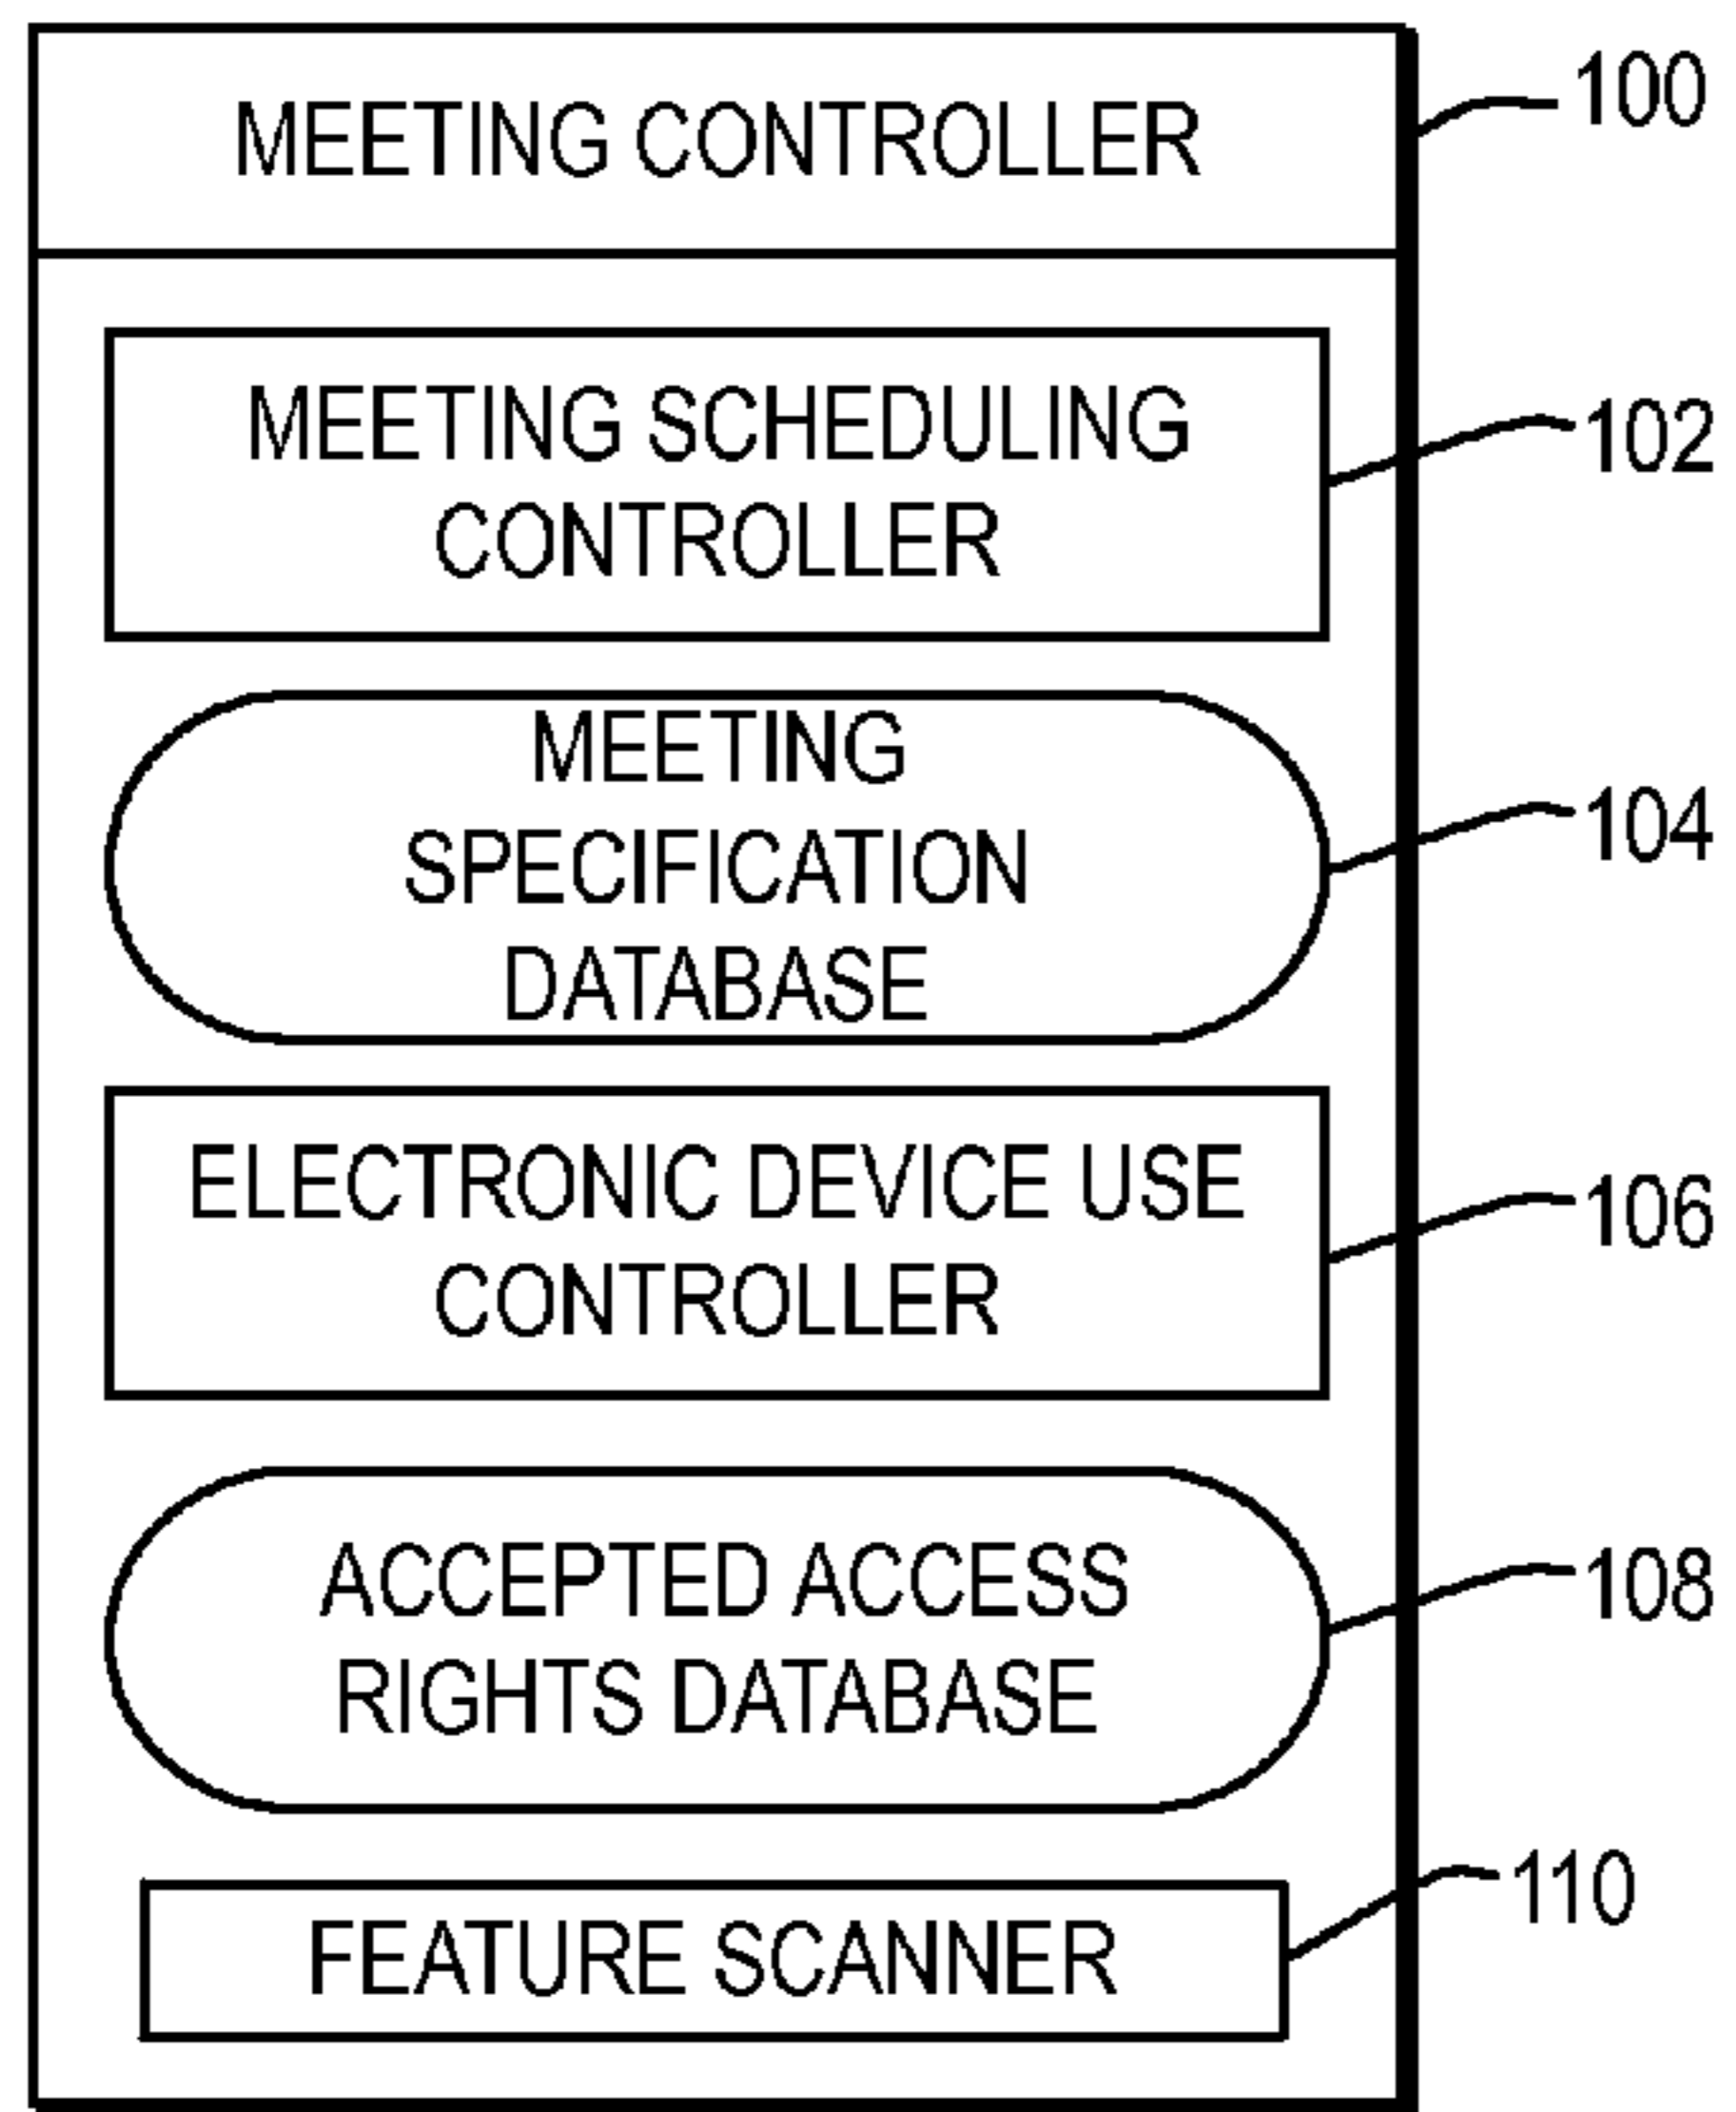 MEETING CONTROLLER
100
MEETING SCHEDULING
CONTROLLER
102
MEETING
SPECIFICATION
DATABASE
104
ELECTRONIC DEVICE USE
CONTROLLER
106
ACCEPTED ACCESS
RIGHTS DATABASE
108
FEATURE SCANNER
110